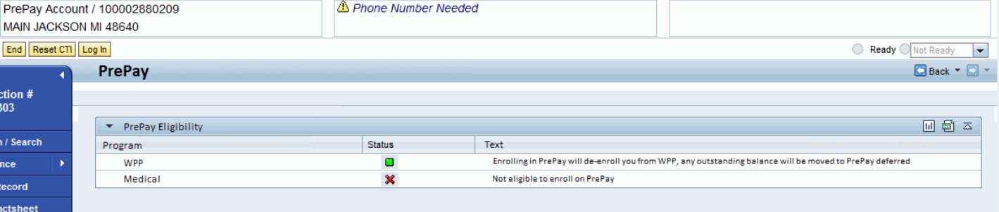 PrePay Account / 100002880209
MAIN JACKSON MI 48640
Phone Number Needed
End Reset CTI Log In
Ready Not Ready
PrePay
Back
ction #
303
n / Search
nce
Record
actsheet
PrePay Eligibility
Program Status Text
WPP Enrolling in PrePay will de-enroll you from WPP, any outstanding balance will be moved to PrePay deferred
Medical Not eligible to enroll on PrePay